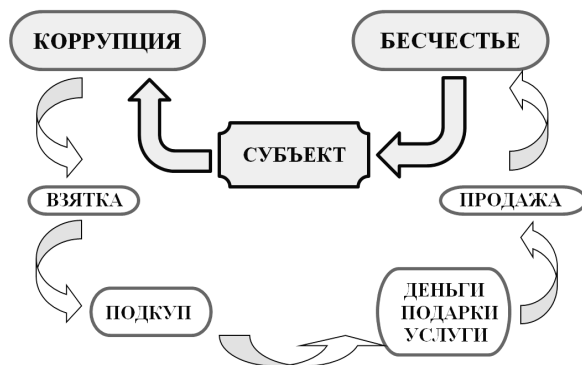 КОРРУПЦИЯ
БЕСЧЕСТЬЕ
СУБЪЕКТ
ВЗЯТКА
ПРОДАЖА
ПОДКУП
ДЕНЬГИ
ПОДАРКИ
УСЛУГИ